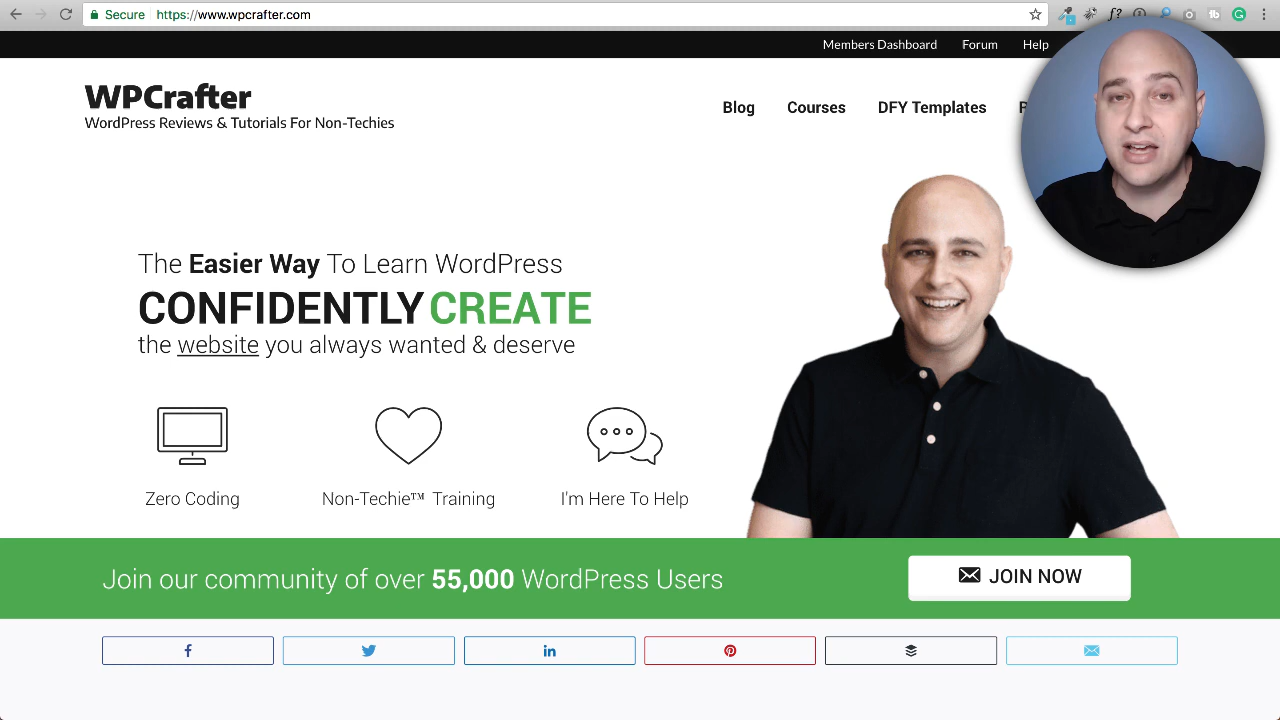 Secure https://www.wpcrafter.com
Members Dashboard Forum Help
WPCrafter
WordPress Reviews & Tutorials For Non-Techies
Blog Courses DFY Templates
The Easier Way To Learn WordPress
CONFIDENTLY CREATE
the website you always wanted & deserve
Zero Coding Non-Techie™ Training I'm Here To Help
Join our community of over 55,000 WordPress Users
JOIN NOW